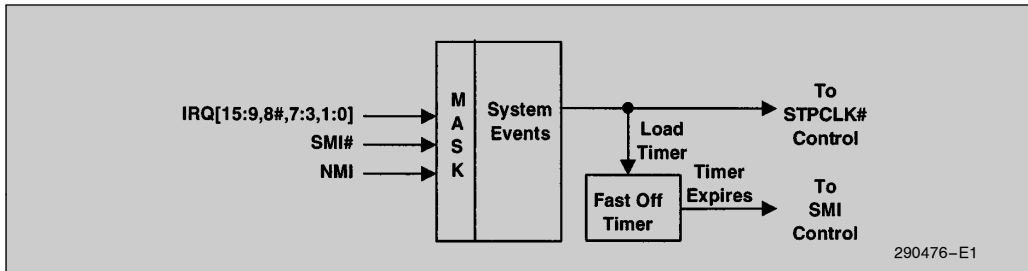 IRQ[15:9,8#,7:3,1:0]
SMI#
NMI
M
A
S
K
System
Events
Load
Timer
To
STPCLK#
Control
Fast Off
Timer
Timer
Expires
To
SMI
Control
290476–E1